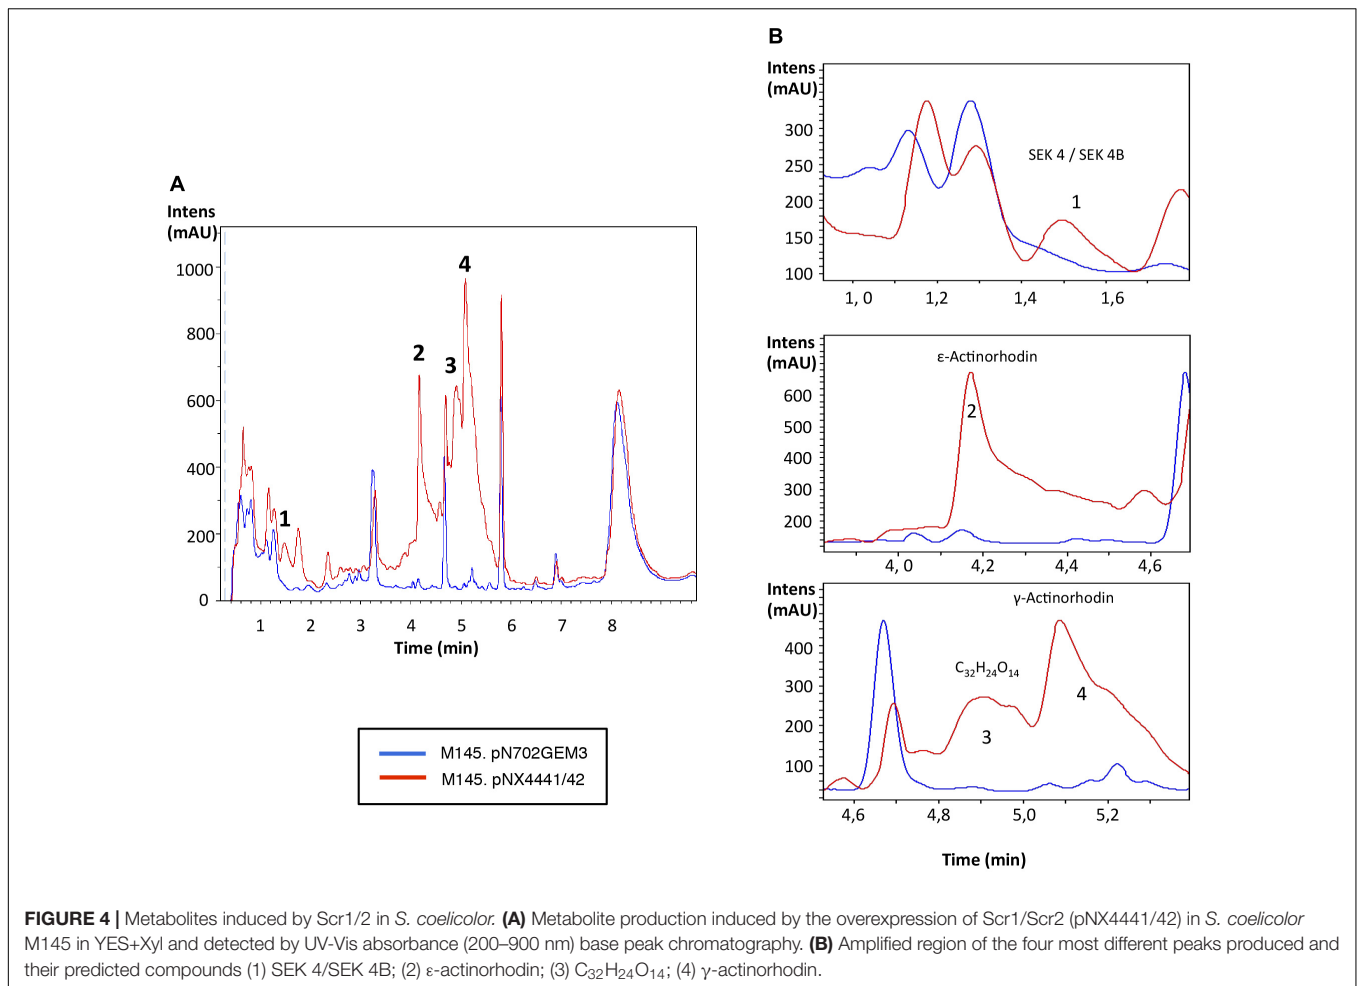 A
Intens
(mAU)
1000
800
600
400
200
0
1
2
3
4
1 2 3 4 5 6 7 8
Time (min)
M145. pN702GEM3
M145. pNX4441/42
B
Intens
(mAU)
300
250
200
150
100
SEK 4 / SEK 4B
1
1, 0 1,2 1,4 1,6
Intens
(mAU)
600
500
400
300
200
ε-Actinorhodin
2
4,0 4,2 4,4 4,6
Intens
(mAU)
400
300
200
100
γ-Actinorhodin
C32H24O14
3
4
4,6 4,8 5,0 5,2
Time (min)
FIGURE 4 | Metabolites induced by Scr1/2 in S. coelicolor. (A) Metabolite production induced by the overexpression of Scr1/Scr2 (pNX4441/42) in S. coelicolor
M145 in YES+Xyl and detected by UV-Vis absorbance (200–900 nm) base peak chromatography. (B) Amplified region of the four most different peaks produced and
their predicted compounds (1) SEK 4/SEK 4B; (2) ε-actinorhodin; (3) C32H24O14; (4) γ-actinorhodin.